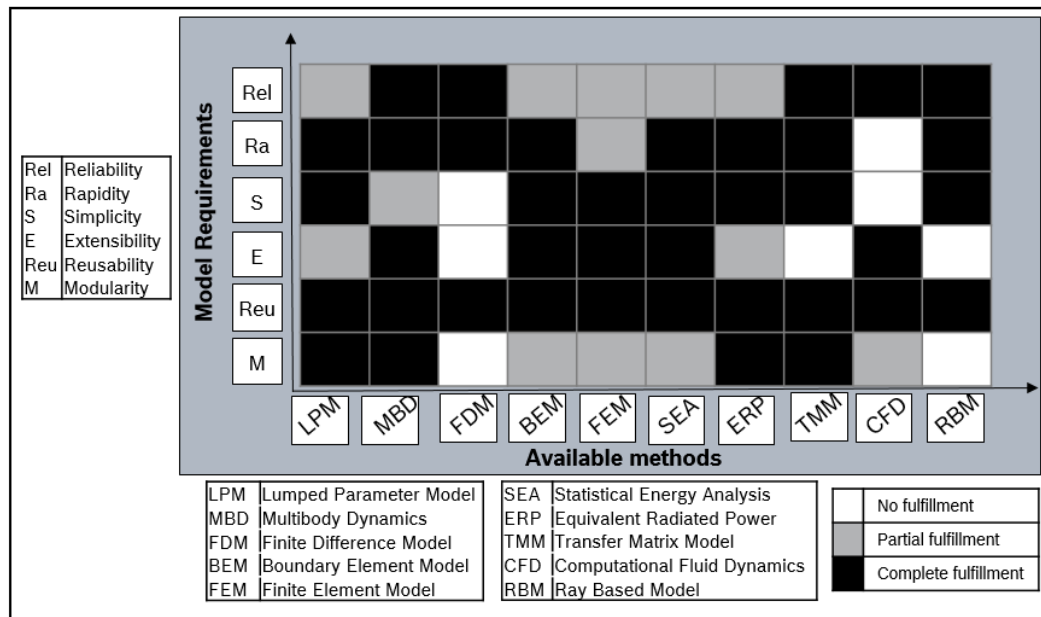 Model Requirements
Rel
Ra
S
E
Reu
M
Rel Reliability
Ra Rapidity
S Simplicity
E Extensibility
Reu Reusability
M Modularity
LPM MBD FDM BEM FEM SEA ERP TMM CFD RBM
Available methods
LPM Lumped Parameter Model
MBD Multibody Dynamics
FDM Finite Difference Model
BEM Boundary Element Model
FEM Finite Element Model
SEA Statistical Energy Analysis
ERP Equivalent Radiated Power
TMM Transfer Matrix Model
CFD Computational Fluid Dynamics
RBM Ray Based Model
No fulfillment
Partial fulfillment
Complete fulfillment